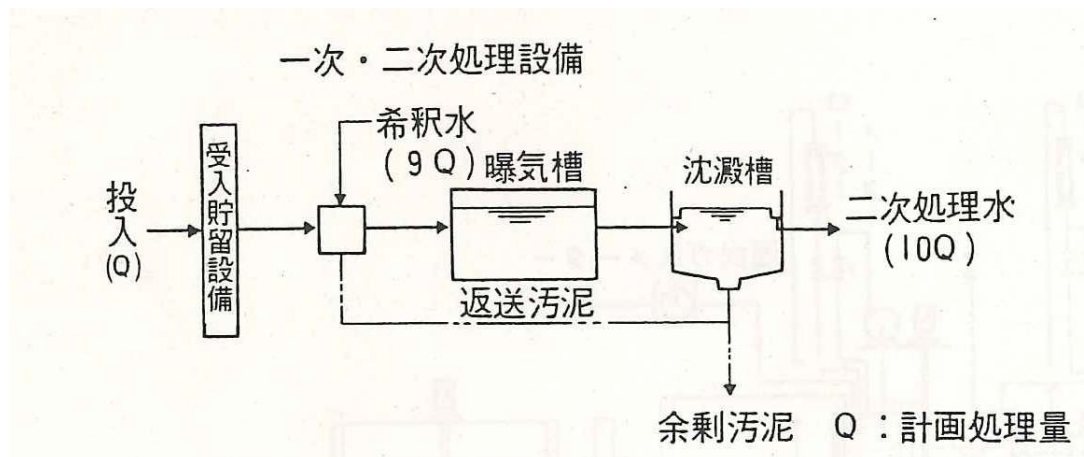 一次・二次処理設備
希釈水
(9Q)
曝気槽
沈澱槽
投入
(Q)
受入貯留設備
二次処理水
(10Q)
返送汚泥
余剰汚泥 Q:計画処理量